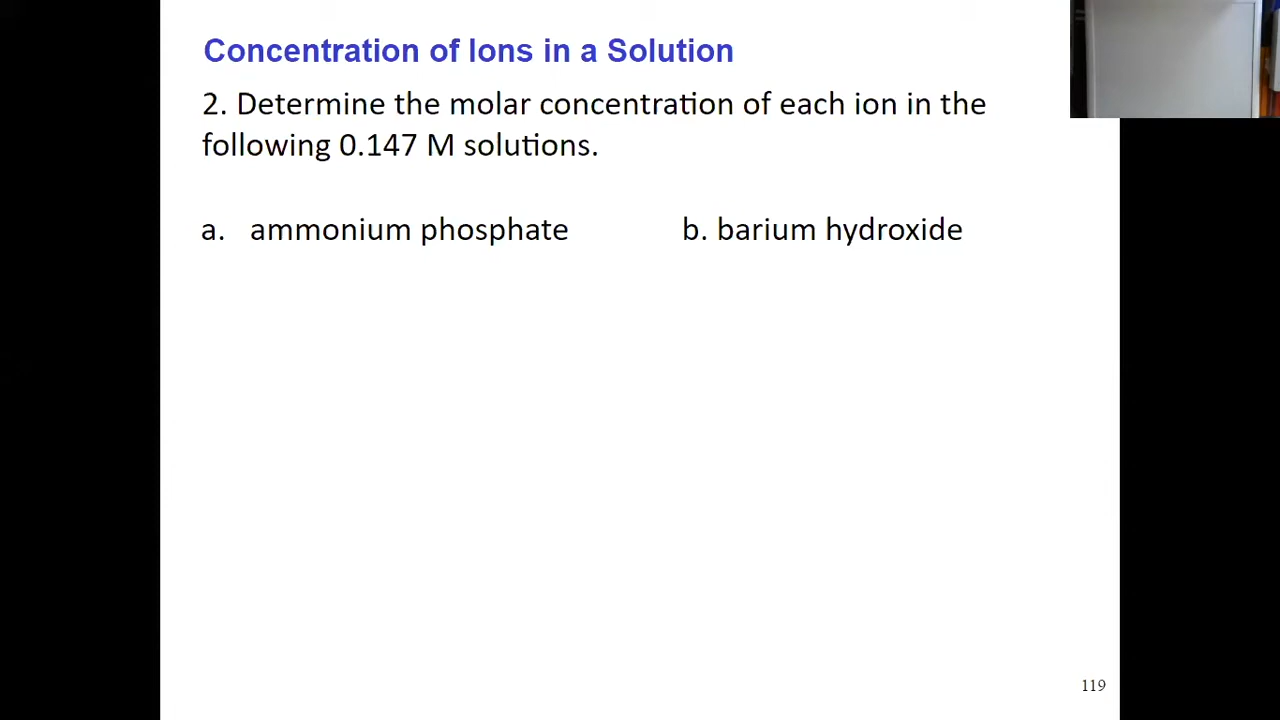 Concentration of Ions in a Solution
2. Determine the molar concentration of each ion in the
following 0.147 M solutions.
a. ammonium phosphate b. barium hydroxide
119